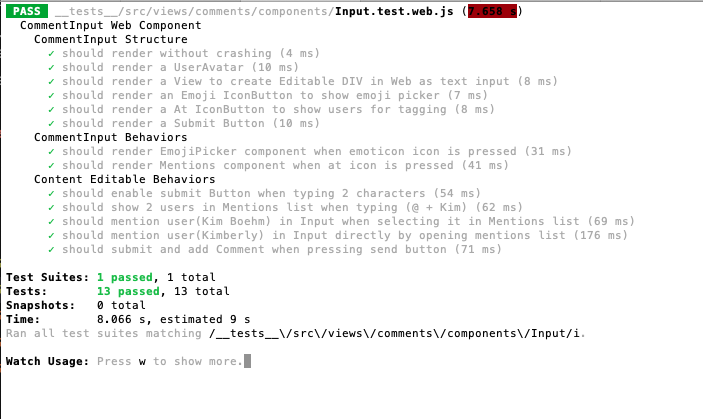 PASS __tests__/src/views/comments/components/Input.test.web.js (7.658 s)
CommentInput Web Component
CommentInput Structure
✓ should render without crashing (4 ms)
✓ should render a UserAvatar (10 ms)
✓ should render a View to create Editable DIV in Web as text input (8 ms)
✓ should render an Emoji IconButton to show emoji picker (7 ms)
✓ should render a At IconButton to show users for tagging (8 ms)
✓ should render a Submit Button (10 ms)
CommentInput Behaviors
✓ should render EmojiPicker component when emoticon icon is pressed (31 ms)
✓ should render Mentions component when at icon is pressed (41 ms)
Content Editable Behaviors
✓ should enable submit Button when typing 2 characters (54 ms)
✓ should show 2 users in Mentions list when typing (@ + Kim) (62 ms)
✓ should mention user(Kim Boehm) in Input when selecting it in Mentions list (69 ms)
✓ should mention user(Kimberly) in Input directly by opening mentions list (176 ms)
✓ should submit and add Comment when pressing send button (71 ms)
Test Suites: 1 passed, 1 total
Tests: 13 passed, 13 total
Snapshots: 0 total
Time: 8.066 s, estimated 9 s
Ran all test suites matching /__tests__\/src\/views\/comments\/components\/Input/i.
Watch Usage: Press w to show more.